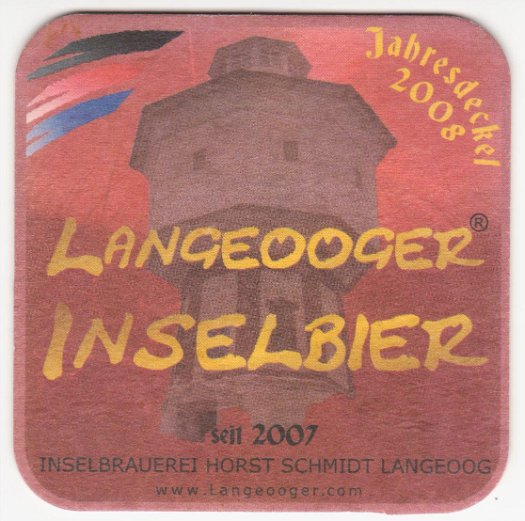 Jahresdeckel
2008
LANGEOOGER®
INSELBIER
seit 2007
INSELBRAUEREI HORST SCHMIDT LANGEOOG
www.Langeooger.com